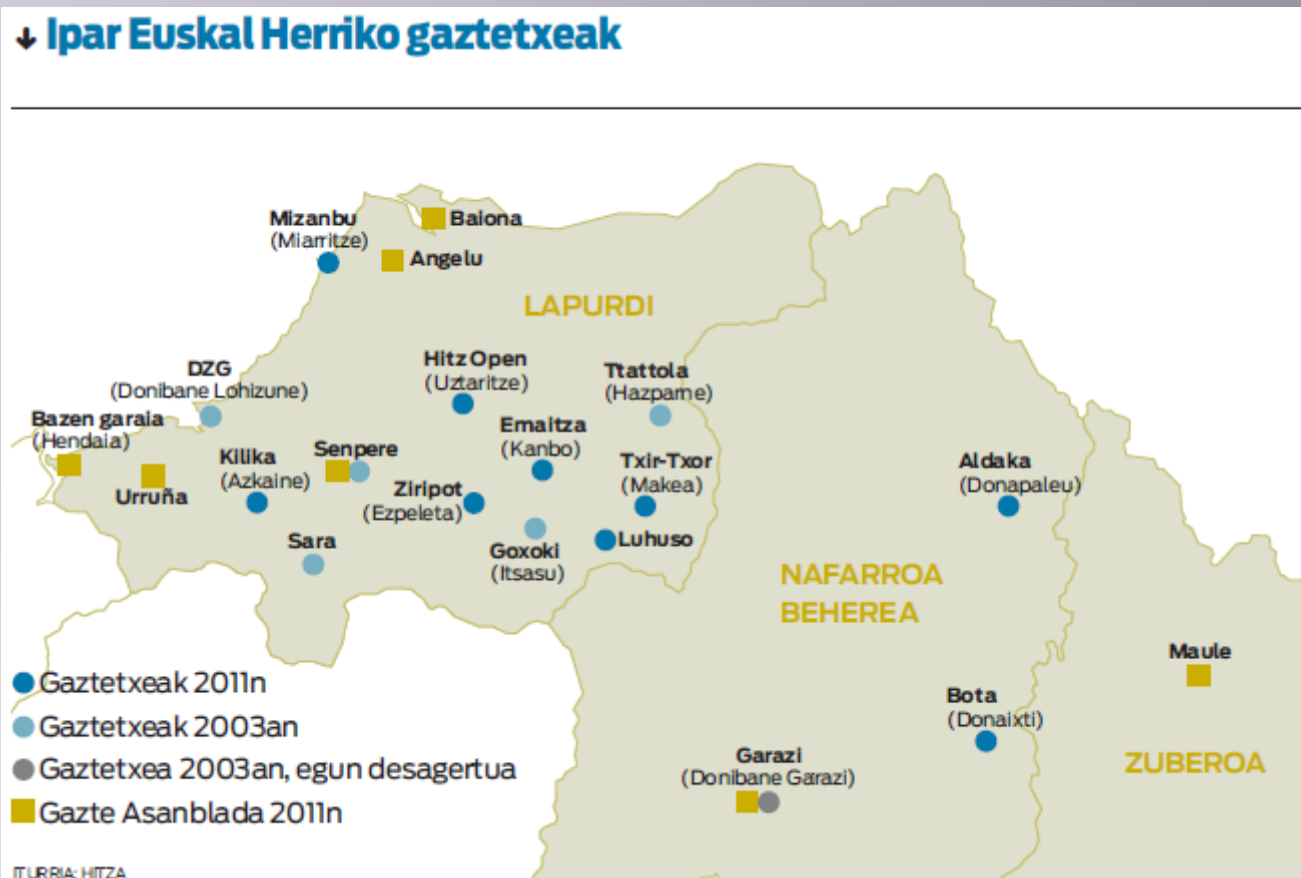 ↓ Ipar Euskal Herriko gaztetxeak
Mizanbu
(Miarritze)
Baiona
Angelu
LAPURDI
DZG
(Donibane Lohizune)
Hitz Open
(Uztaritze)
Ttattola
(Hazparne)
Bazen garaia
(Hendaia)
Urruña
Kilika
(Azkaine)
Senpere
Emaitza
(Kanbo)
Ziripot
(Ezpeleta)
Txir-Txor
(Makea)
Aldaka
(Donapaleu)
Sara
Goxoki
(Itsasu)
Luhuso
NAFARROA
BEHEREA
Maule
Bota
(Donaixti)
ZUBEROA
Garazi
(Donibane Garazi)
Gaztetxeak 2011n
Gaztetxeak 2003an
Gaztetxea 2003an, egun desagertua
Gazte Asanblada 2011n
ITURRIA: HITZA